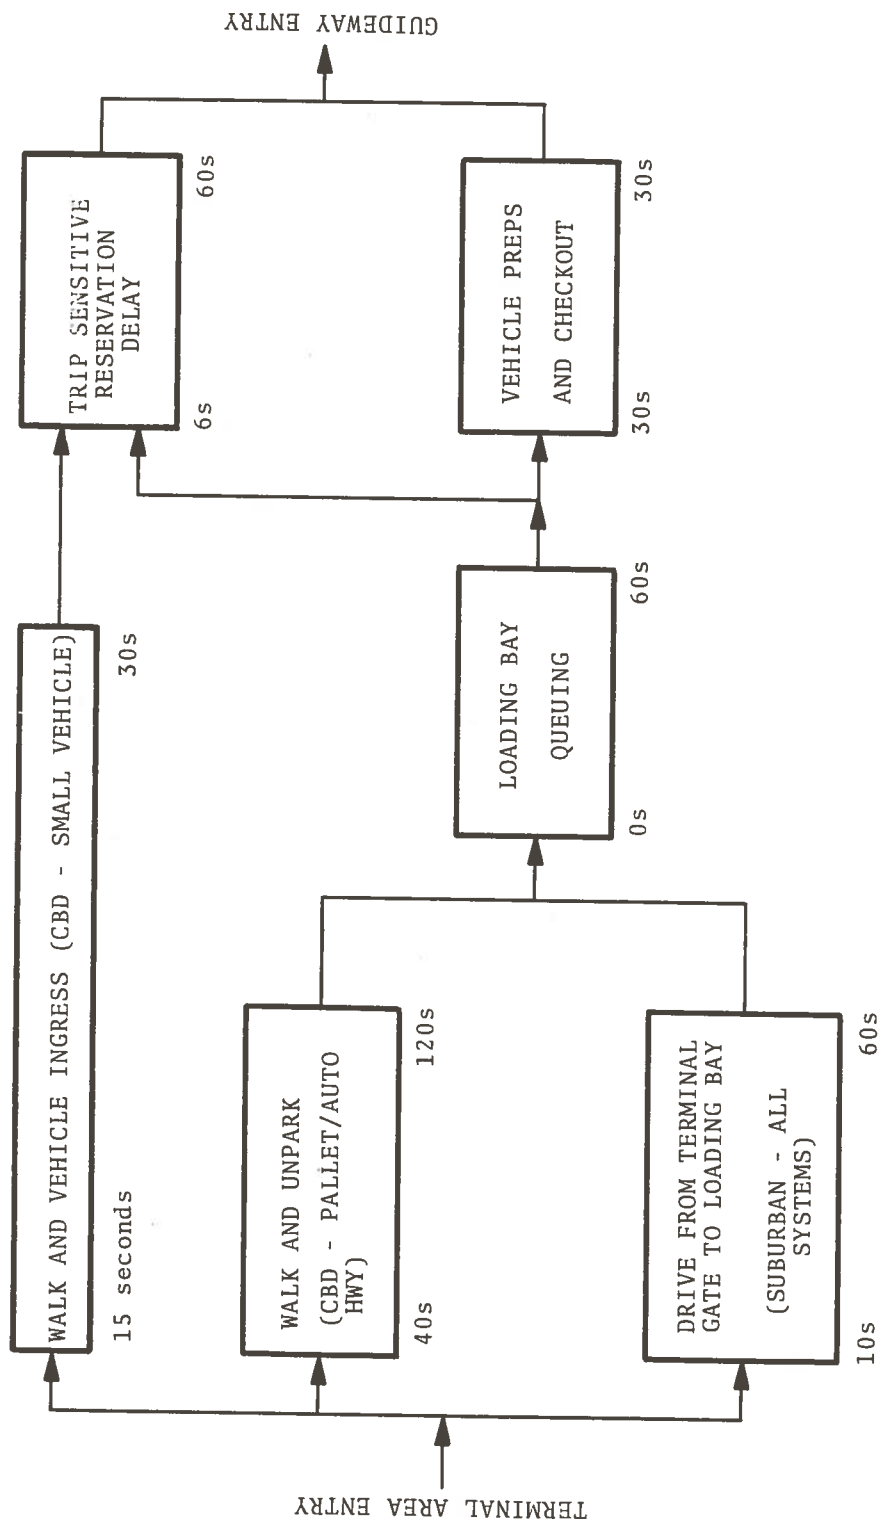 TERMINAL AREA ENTRY
WALK AND VEHICLE INGRESS (CBD - SMALL VEHICLE)
15 seconds
30s
WALK AND UNPARK
(CBD - PALLET/AUTO
HWY)
40s
120s
DRIVE FROM TERMINAL
GATE TO LOADING BAY
(SUBURBAN - ALL
SYSTEMS)
10s
60s
LOADING BAY
QUEUING
0s
60s
TRIP SENSITIVE
RESERVATION
DELAY
6s
60s
VEHICLE PREPS
AND CHECKOUT
30s
30s
GUIDEWAY ENTRY